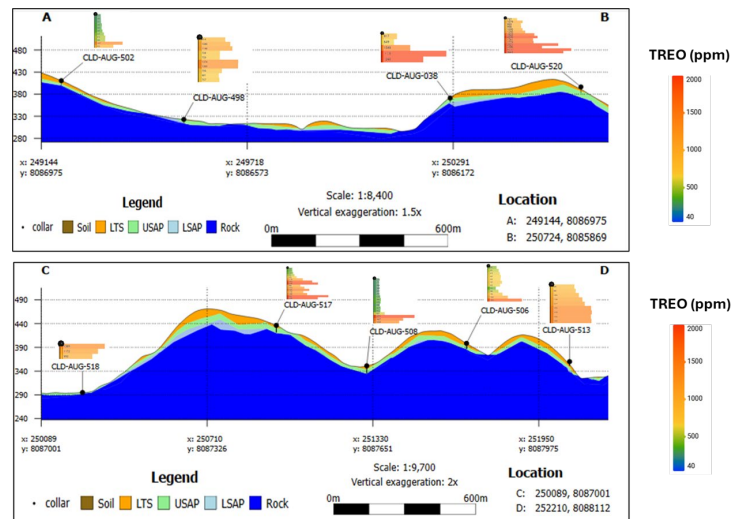 A
B
480
430
380
330
280
CLD-AUG-502
CLD-AUG-498
CLD-AUG-038
CLD-AUG-520
x: 249144
y: 8086975
x: 249718
y: 8086573
x: 250291
y: 8086172
Legend
collar Soil LTS USAP LSAP Rock
Scale: 1:8,400
Vertical exaggeration: 1.5x
0m 600m
Location
A: 249144, 8086975
B: 250724, 8085869
TREO (ppm)
2000
1000
500
40
C
D
490
440
390
340
290
240
CLD-AUG-518
CLD-AUG-517
CLD-AUG-508
CLD-AUG-506
CLD-AUG-513
x: 250089
y: 8087001
x: 250710
y: 8087326
x: 251330
y: 8087651
x: 251950
y: 8087975
Legend
collar Soil LTS USAP LSAP Rock
Scale: 1:9,700
Vertical exaggeration: 2x
0m 600m
Location
C: 250089, 8087001
D: 252210, 8088112
TREO (ppm)
2000
1000
500
40